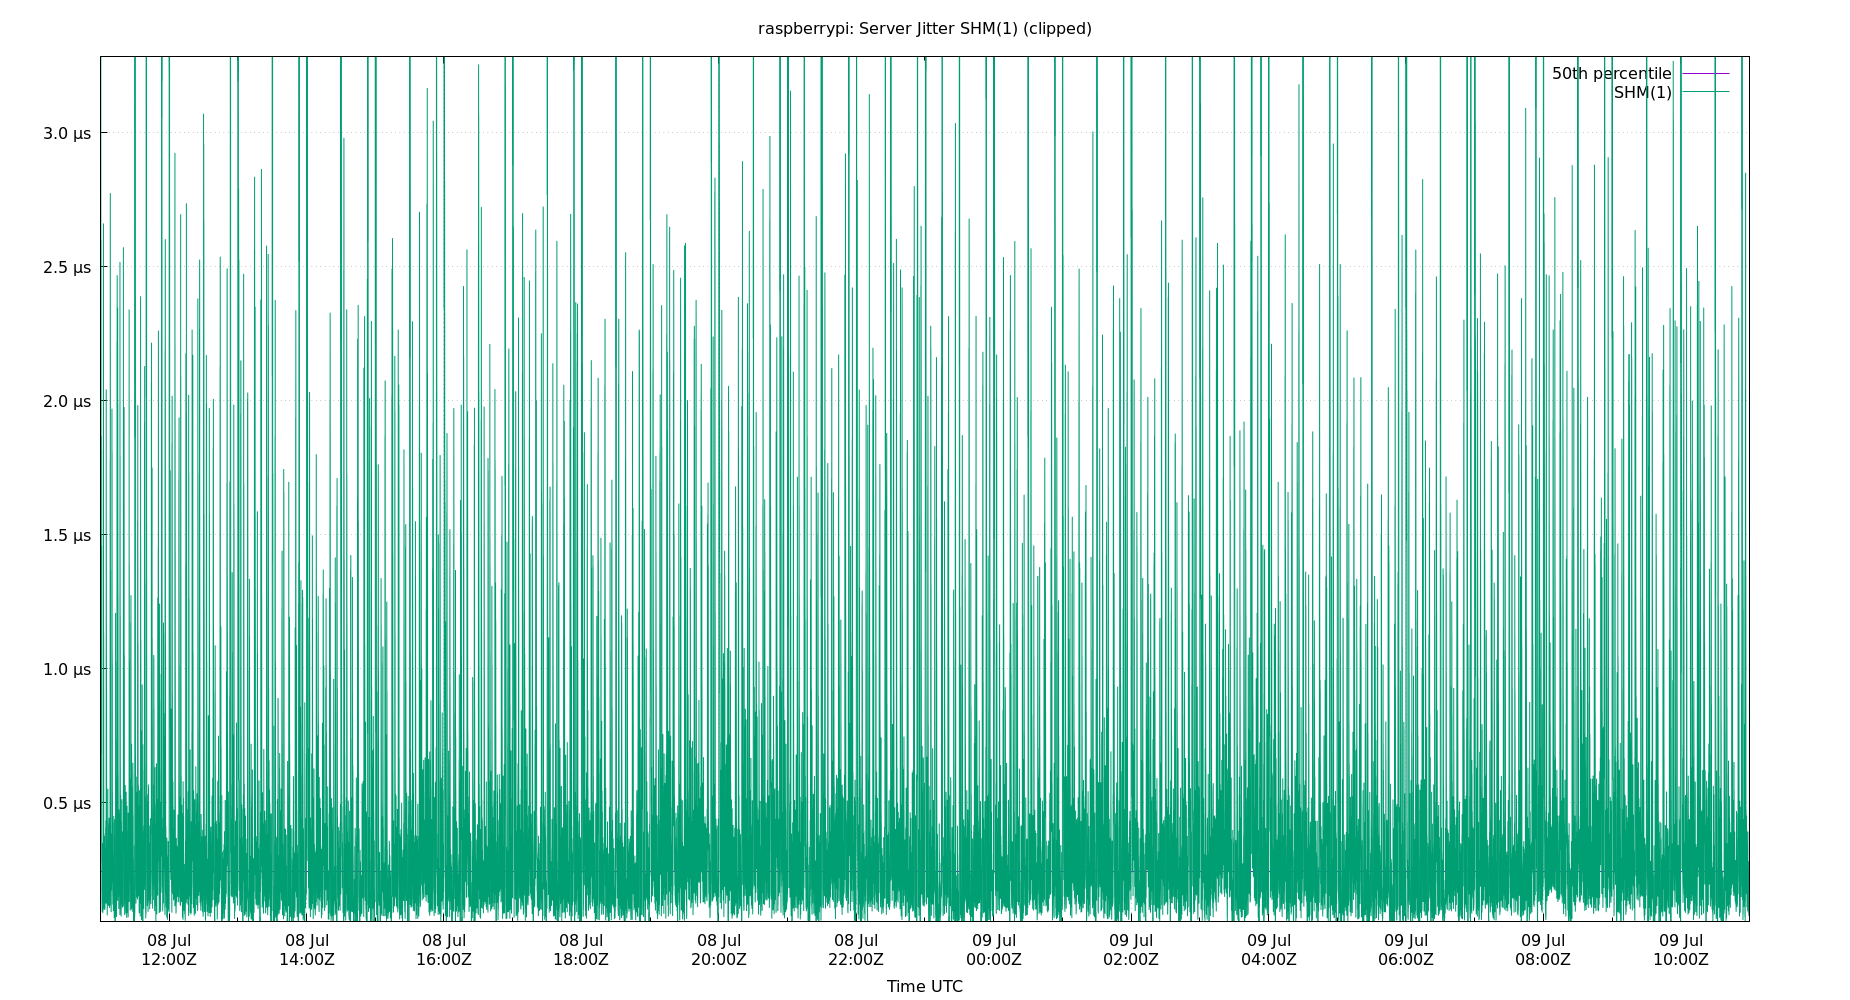 raspberrypi: Server Jitter SHM(1) (clipped)
50th percentile
SHM(1)
3.0 µs
2.5 µs
2.0 µs
1.5 µs
1.0 µs
0.5 µs
08 Jul 08 Jul 08 Jul 08 Jul 08 Jul 08 Jul 09 Jul 09 Jul 09 Jul 09 Jul 09 Jul 09 Jul
12:00Z 14:00Z 16:00Z 18:00Z 20:00Z 22:00Z 00:00Z 02:00Z 04:00Z 06:00Z 08:00Z 10:00Z
Time UTC